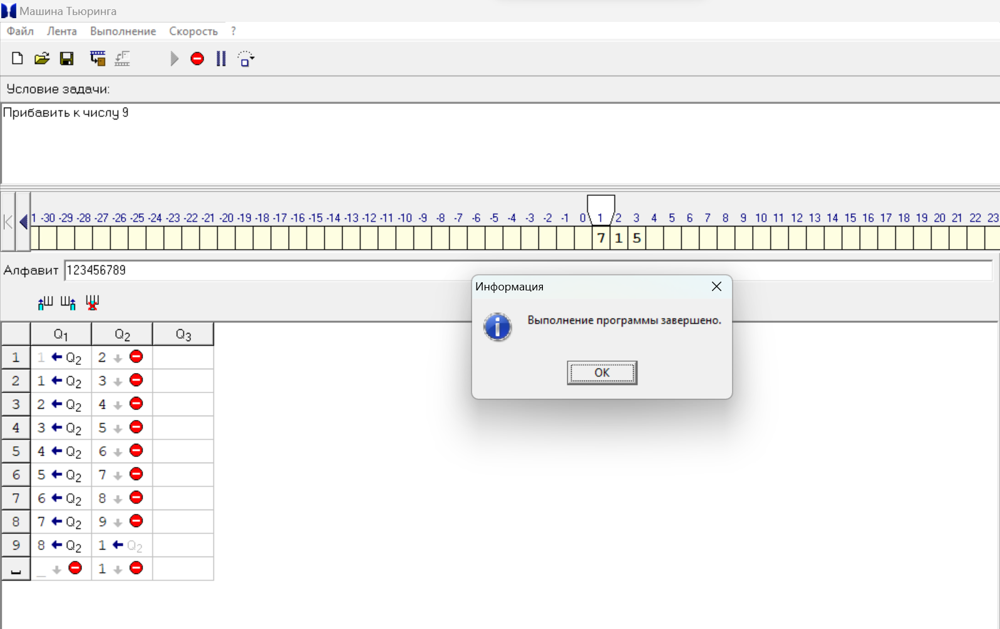 Машина Тьюринга
Файл Лента Выполнение Скорость ?
Условие задачи:
Прибавить к числу 9
1 -30 -29 -28 -27 -26 -25 -24 -23 -22 -21 -20 -19 -18 -17 -16 -15 -14 -13 -12 -11 -10 -9 -8 -7 -6 -5 -4 -3 -2 -1 0 1 2 3 4 5 6 7 8 9 10 11 12 13 14 15 16 17 18 19 20 21 22 23
7 1 5
Алфавит 123456789
Информация
Выполнение программы завершено.
OK
Q1 Q2 Q3
1 1 ← Q2 2 ↓
2 1 ← Q2 3 ↓
3 2 ← Q2 4 ↓
4 3 ← Q2 5 ↓
5 4 ← Q2 6 ↓
6 5 ← Q2 7 ↓
7 6 ← Q2 8 ↓
8 7 ← Q2 9 ↓
9 8 ← Q2 1 ← Q2
␣ _ ↓ 1 ↓